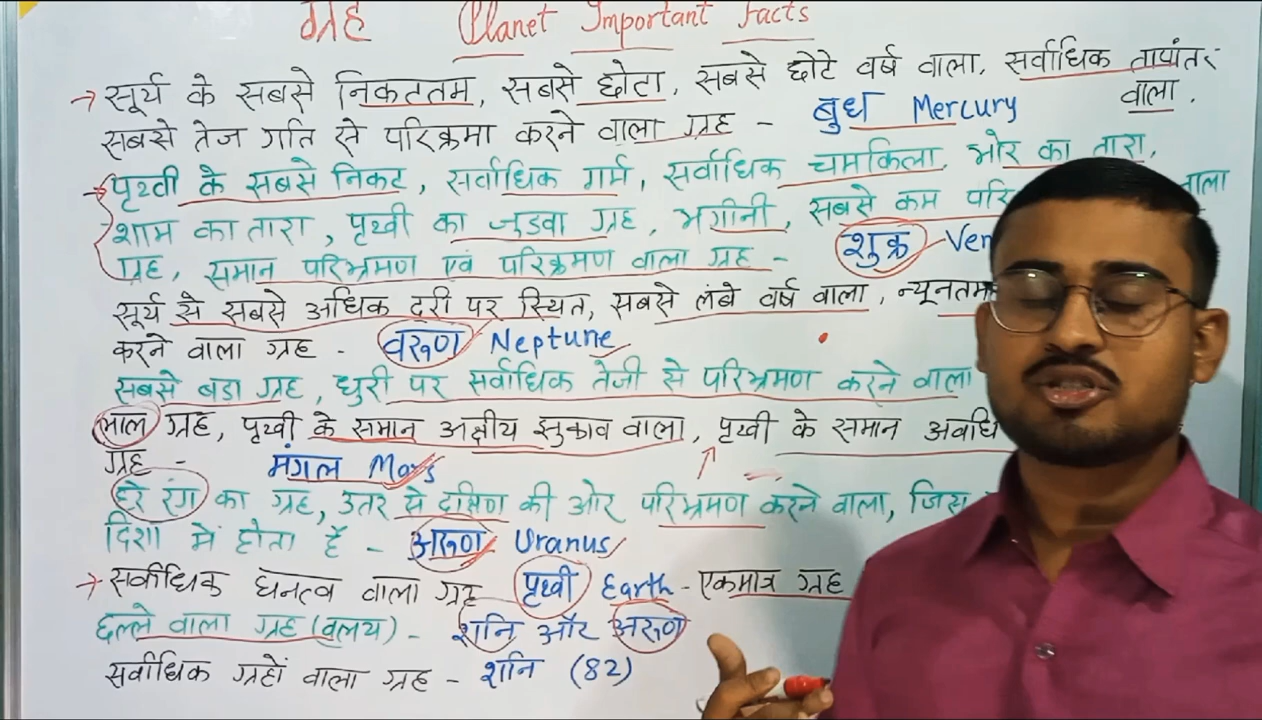 ग्रह Planet Important Facts
→ सूर्य के सबसे निकटतम, सबसे छोटा, सबसे छोटे वर्ष वाला, सर्वाधिक तापांतर
वाला.
सबसे तेज गति से परिक्रमा करने वाला ग्रह - बुध Mercury
→ पृथ्वी के सबसे निकट, सर्वाधिक गर्म, सर्वाधिक चमकिला, भोर का तारा,
शाम का तारा, पृथ्वी का जुडवा ग्रह, भगीनी, सबसे कम परि वाला
ग्रह, समान परिभ्रमण एवं परिक्रमण वाला ग्रह - शुक्र Ven
सूर्य से सबसे अधिक दूरी पर स्थित, सबसे लंबे वर्ष वाला, न्यूनतम
करने वाला ग्रह - वरूण Neptune
सबसे बडा ग्रह, धुरी पर सर्वाधिक तेजी से परिभ्रमण करने वाला
लाल ग्रह, पृथ्वी के समान अक्षीय झुकाव वाला, पृथ्वी के समान अवधि
ग्रह - मंगल Mars
हरे रंग का ग्रह, उतर से दक्षिण की ओर परिभ्रमण करने वाला, जिस
दिशा में होता है - अरूण Uranus
→ सर्वाधिक घनत्व वाला ग्रह पृथ्वी Earth - एकमात्र ग्रह
छल्ले वाला ग्रह (वलय) - शनि और अरूण
सर्वाधिक ग्रहों वाला ग्रह - शनि (82)